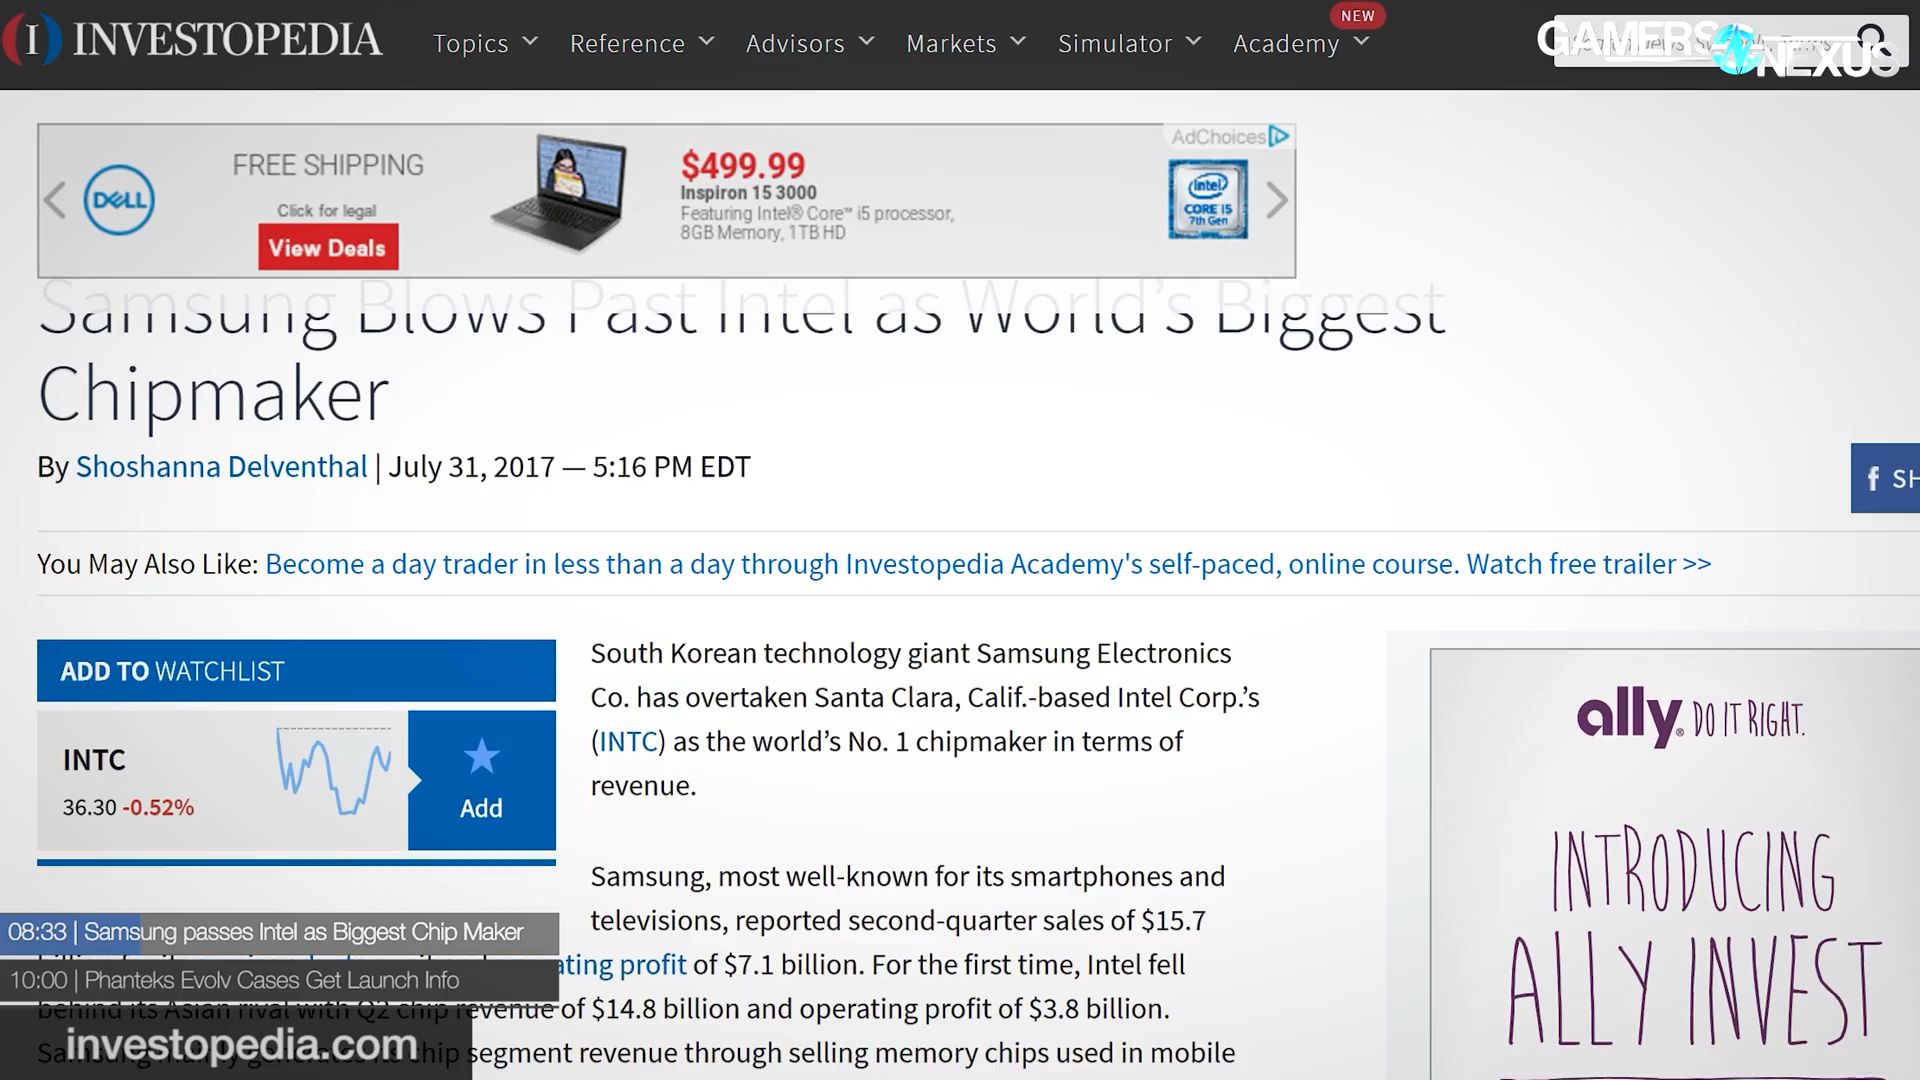 INVESTOPEDIA
Topics Reference Advisors Markets Simulator Academy
NEW
GAMERS NEXUS
AdChoices
DELL
FREE SHIPPING
Click for legal
View Deals
$499.99
Inspiron 15 3000
Featuring Intel® Core™ i5 processor,
8GB Memory, 1TB HD
intel
CORE i5
7th Gen
Samsung Blows Past Intel as World's Biggest
Chipmaker
By Shoshanna Delventhal | July 31, 2017 — 5:16 PM EDT
f SH
You May Also Like: Become a day trader in less than a day through Investopedia Academy's self-paced, online course. Watch free trailer >>
ADD TO WATCHLIST
INTC
36.30 -0.52%
Add
South Korean technology giant Samsung Electronics
Co. has overtaken Santa Clara, Calif.-based Intel Corp.'s
(INTC) as the world's No. 1 chipmaker in terms of
revenue.
Samsung, most well-known for its smartphones and
televisions, reported second-quarter sales of $15.7
ating profit of $7.1 billion. For the first time, Intel fell
behind its Asian rival with Q2 chip revenue of $14.8 billion and operating profit of $3.8 billion.
chip segment revenue through selling memory chips used in mobile
08:33 | Samsung passes Intel as Biggest Chip Maker
10:00 | Phanteks Evolv Cases Get Launch Info
investopedia.com
ally DO IT RIGHT.
INTRODUCING
ALLY INVEST